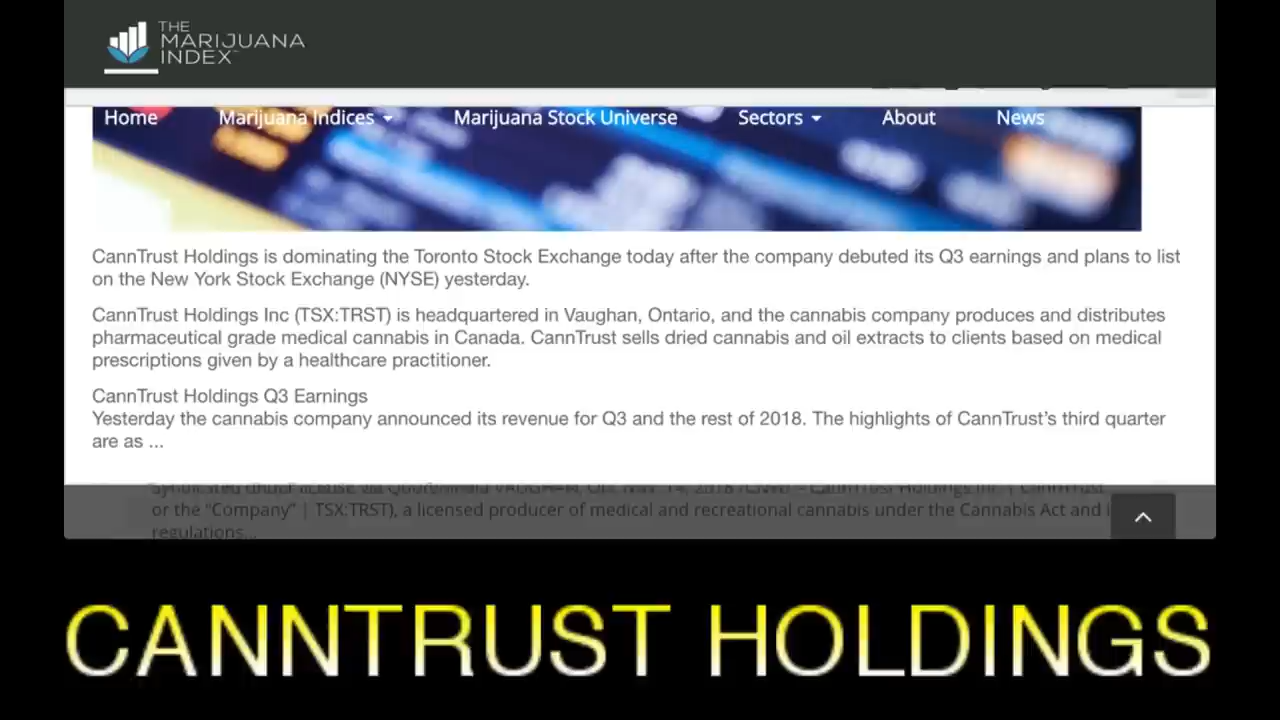 THE
MARIJUANA
INDEX
Home Marijuana Indices Marijuana Stock Universe Sectors About News
CannTrust Holdings is dominating the Toronto Stock Exchange today after the company debuted its Q3 earnings and plans to list
on the New York Stock Exchange (NYSE) yesterday.
CannTrust Holdings Inc (TSX:TRST) is headquartered in Vaughan, Ontario, and the cannabis company produces and distributes
pharmaceutical grade medical cannabis in Canada. CannTrust sells dried cannabis and oil extracts to clients based on medical
prescriptions given by a healthcare practitioner.
CannTrust Holdings Q3 Earnings
Yesterday the cannabis company announced its revenue for Q3 and the rest of 2018. The highlights of CannTrust's third quarter
are as ...
or the “Company” | TSX:TRST), a licensed producer of medical and recreational cannabis under the Cannabis Act and
regulations...
CANNTRUST HOLDINGS